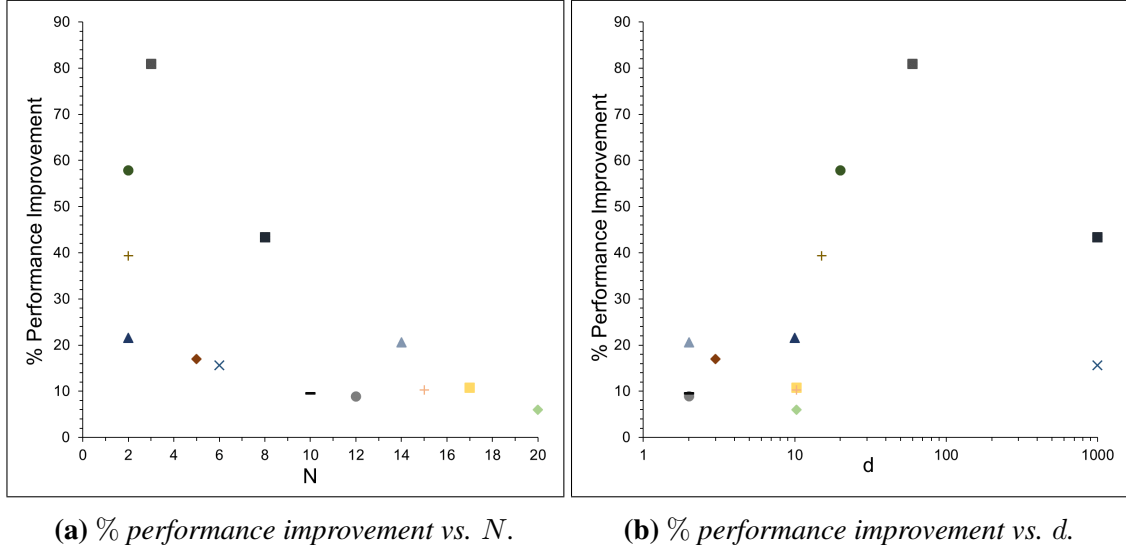 % Performance Improvement
90
80
70
60
50
40
30
20
10
0
0 2 4 6 8 10 12 14 16 18 20
N
% Performance Improvement
90
80
70
60
50
40
30
20
10
0
1 10 100 1000
d
(a) % performance improvement vs. N.
(b) % performance improvement vs. d.